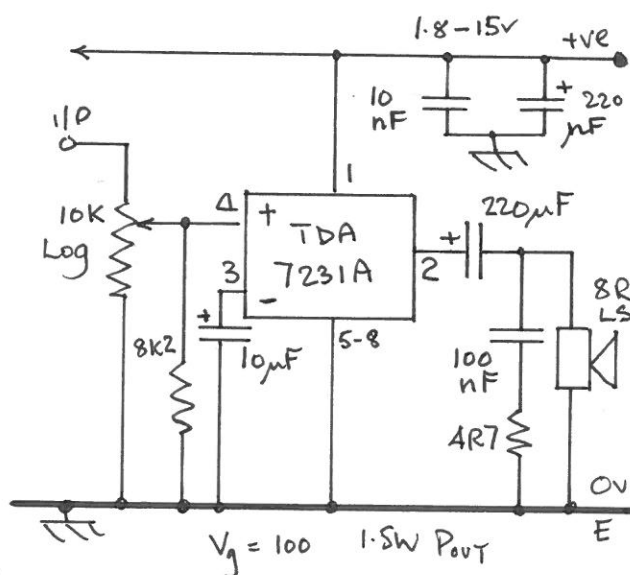 1.8-15v
+ve
10
nF
+
220
µF
I/P
1
10K
Log
4
+
TDA
7231A
3
-
2
220µF
+
8R
LS
+
10µF
5-8
8K2
100
nF
4R7
0v
E
Vg = 100 1.5W POUT